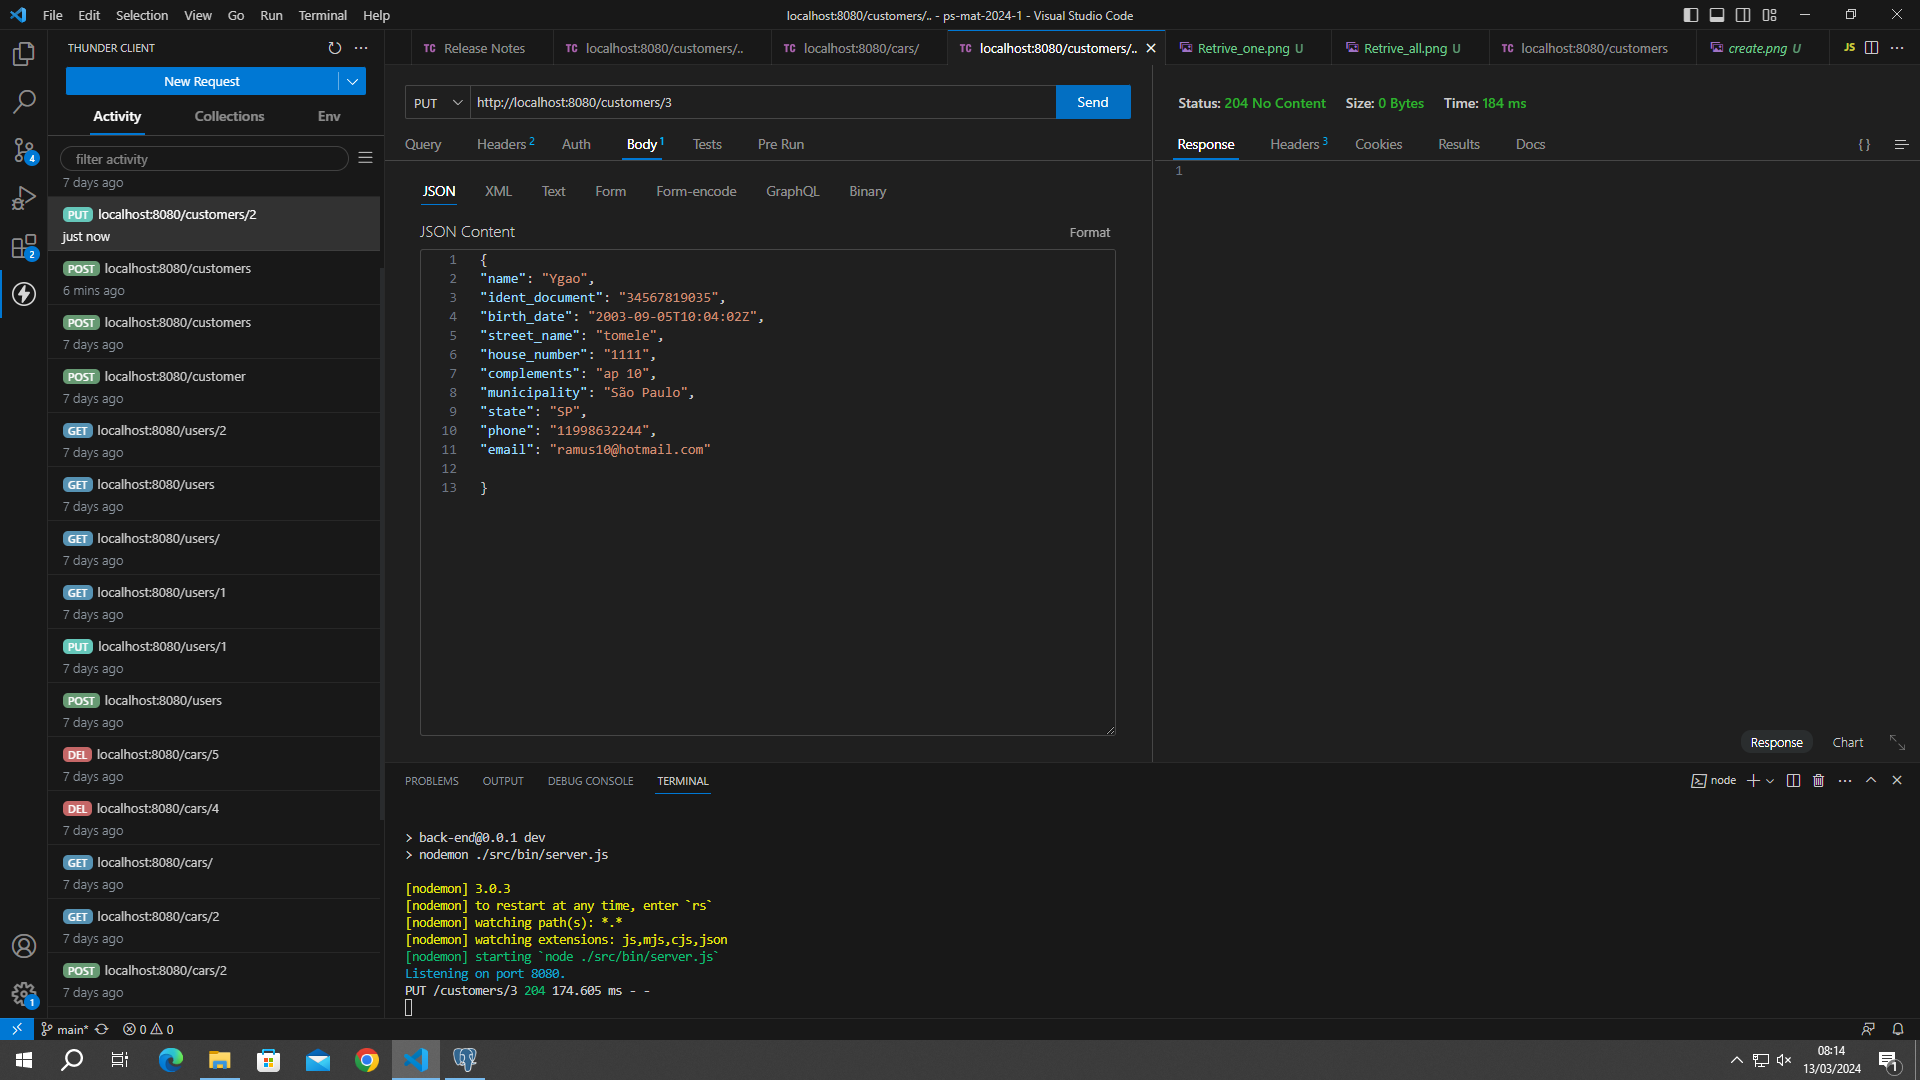 File Edit Selection View Go Run Terminal Help
localhost:8080/customers/.. - ps-mat-2024-1 - Visual Studio Code
THUNDER CLIENT
New Request
Activity Collections Env
filter activity
7 days ago
PUT localhost:8080/customers/2
just now
POST localhost:8080/customers
6 mins ago
POST localhost:8080/customers
7 days ago
POST localhost:8080/customer
7 days ago
GET localhost:8080/users/2
7 days ago
GET localhost:8080/users
7 days ago
GET localhost:8080/users/
7 days ago
GET localhost:8080/users/1
7 days ago
PUT localhost:8080/users/1
7 days ago
POST localhost:8080/users
7 days ago
DEL localhost:8080/cars/5
7 days ago
DEL localhost:8080/cars/4
7 days ago
GET localhost:8080/cars/
7 days ago
GET localhost:8080/cars/2
7 days ago
POST localhost:8080/cars/2
7 days ago
4
2
1
TC Release Notes
TC localhost:8080/customers/..
TC localhost:8080/cars/
TC localhost:8080/customers/..
Retrive_one.png U
Retrive_all.png U
TC localhost:8080/customers
create.png U
JS
PUT http://localhost:8080/customers/3 Send
Query Headers 2 Auth Body 1 Tests Pre Run
JSON XML Text Form Form-encode GraphQL Binary
JSON Content Format
1 {
2 "name": "Ygao",
3 "ident_document": "34567819035",
4 "birth_date": "2003-09-05T10:04:02Z",
5 "street_name": "tomele",
6 "house_number": "1111",
7 "complements": "ap 10",
8 "municipality": "São Paulo",
9 "state": "SP",
10 "phone": "11998632244",
11 "email": "ramus10@hotmail.com"
12
13 }
Status: 204 No Content Size: 0 Bytes Time: 184 ms
Response Headers 3 Cookies Results Docs { }
1
Response Chart
PROBLEMS OUTPUT DEBUG CONSOLE TERMINAL
node
> back-end@0.0.1 dev
> nodemon ./src/bin/server.js
[nodemon] 3.0.3
[nodemon] to restart at any time, enter `rs`
[nodemon] watching path(s): *.*
[nodemon] watching extensions: js,mjs,cjs,json
[nodemon] starting `node ./src/bin/server.js`
Listening on port 8080.
PUT /customers/3 204 174.605 ms - -
main* 0 0
08:14
13/03/2024
1